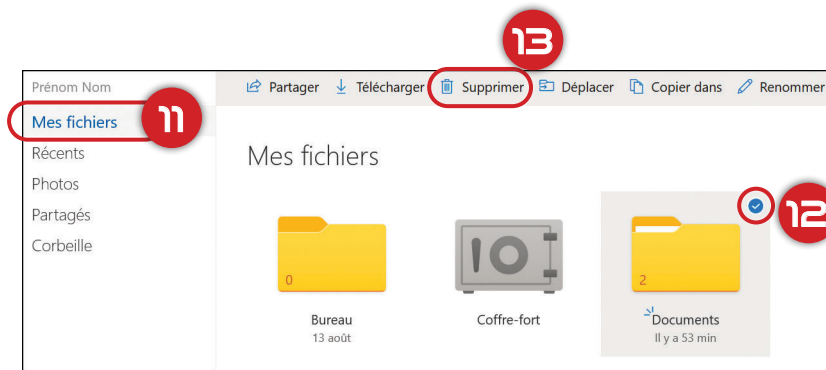 13
Prénom Nom
Partager Télécharger Supprimer Déplacer Copier dans Renommer
Mes fichiers
11
Récents
Photos
Partagés
Corbeille
Mes fichiers
12
0
2
Bureau
13 août
Coffre-fort
Documents
Il y a 53 min